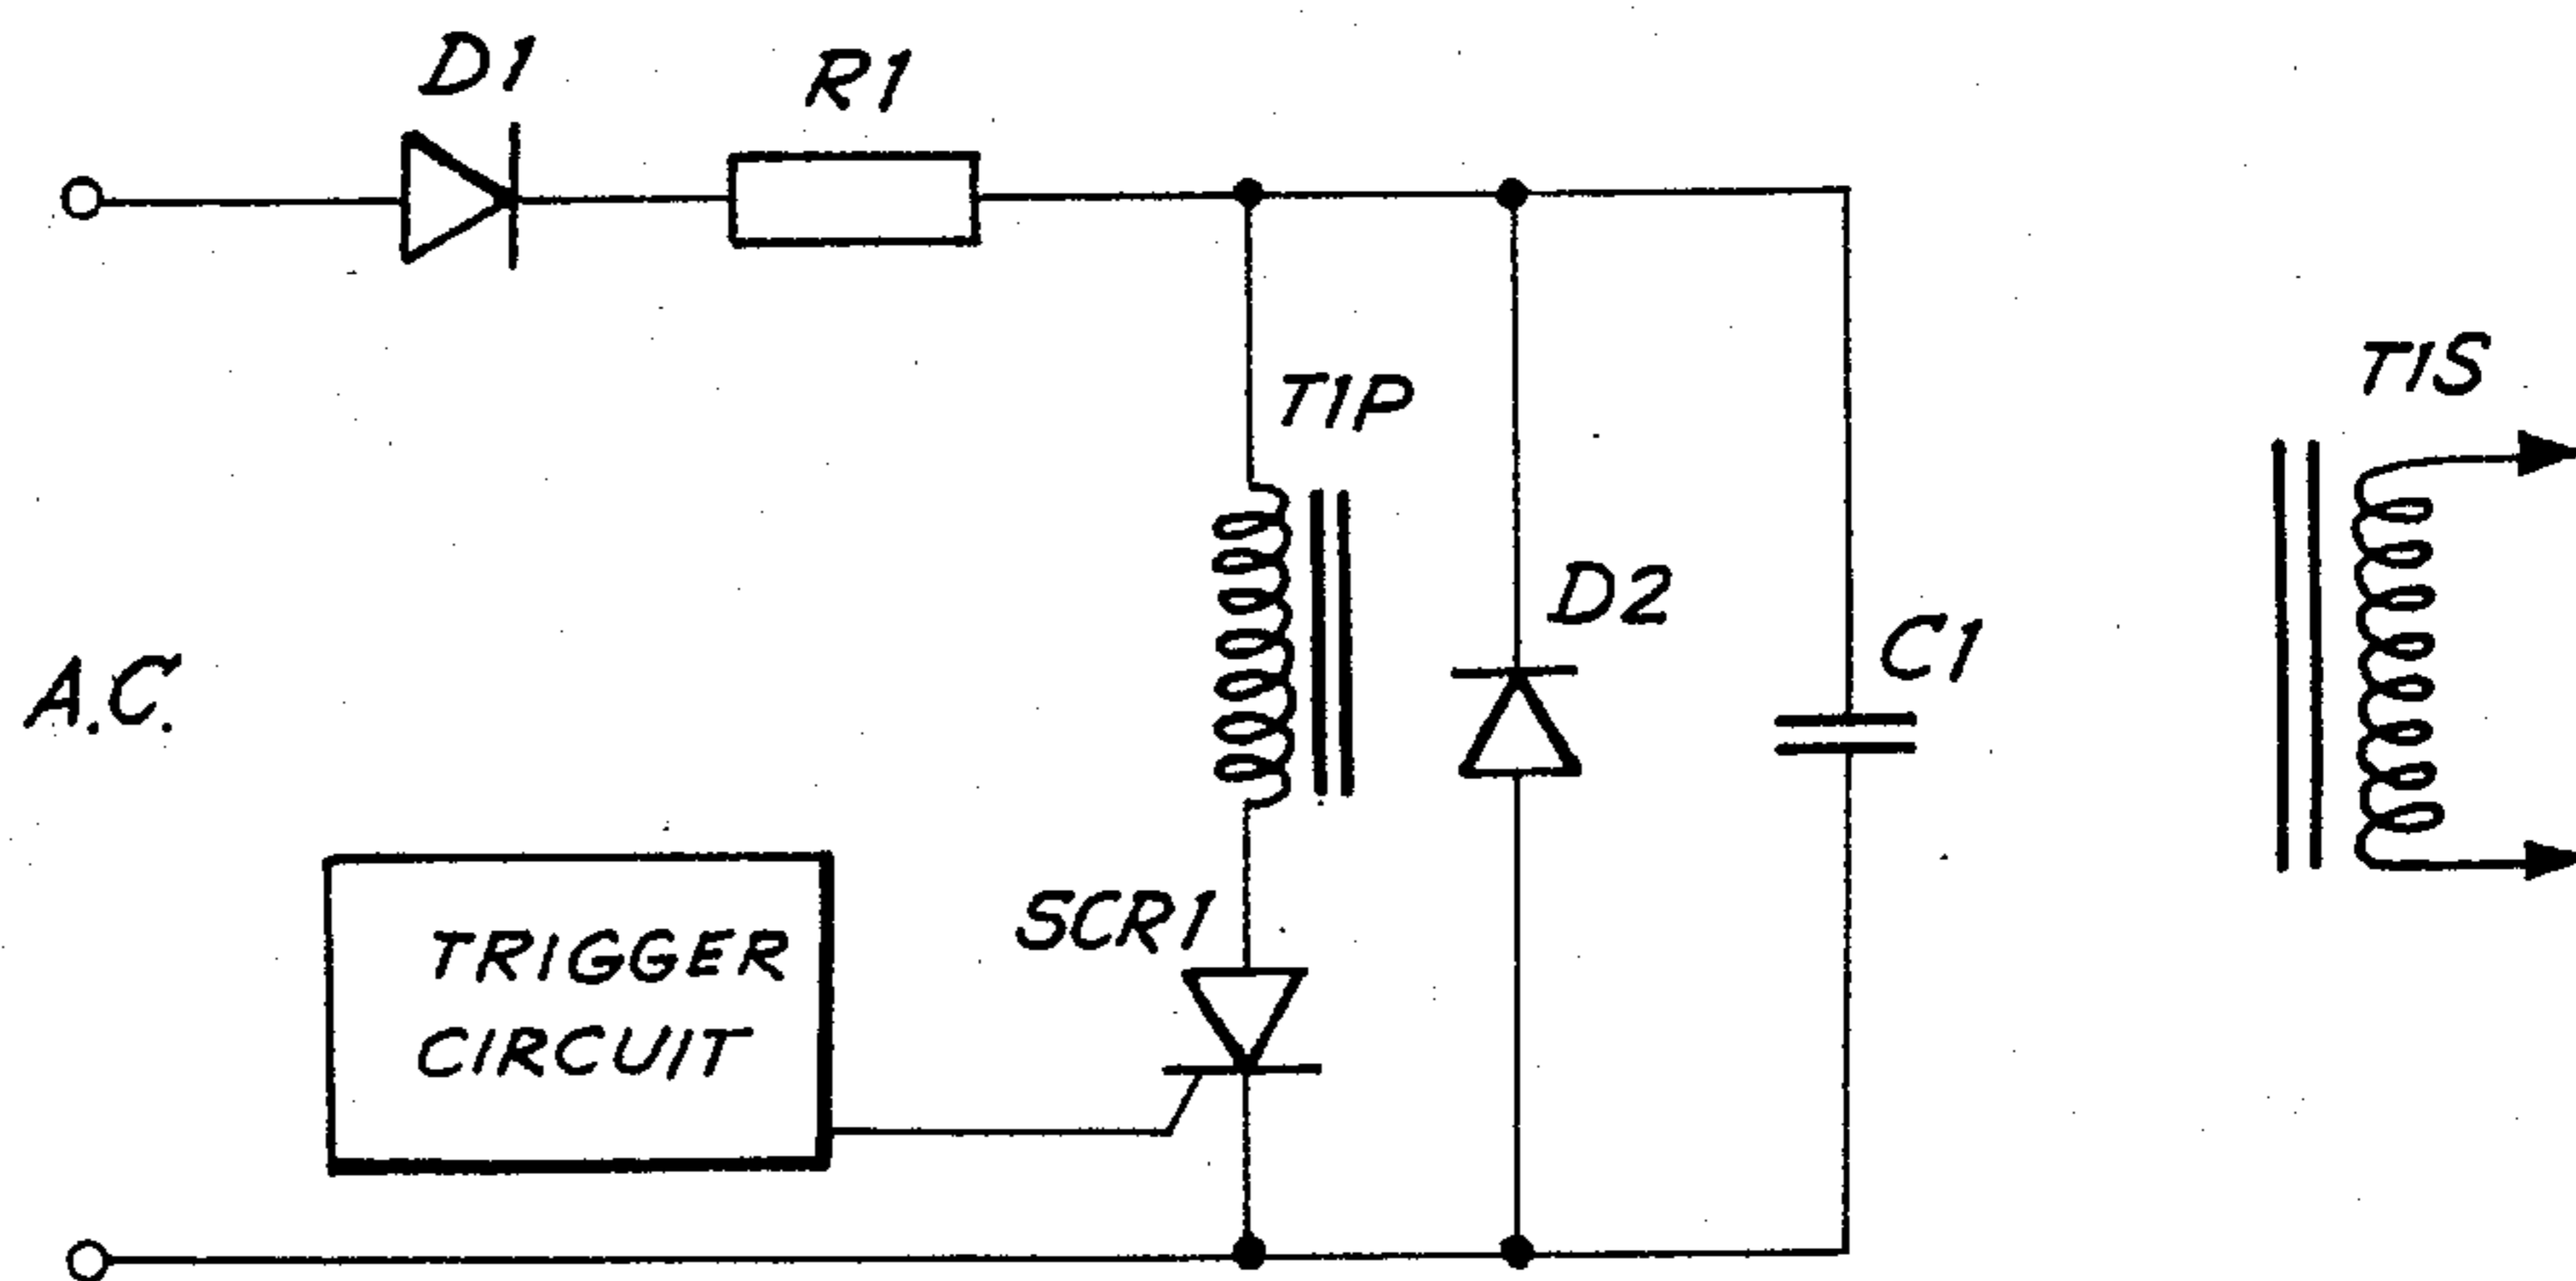 D1
R1
T1P
T1S
D2
C1
A.C.
SCR1
TRIGGER
CIRCUIT